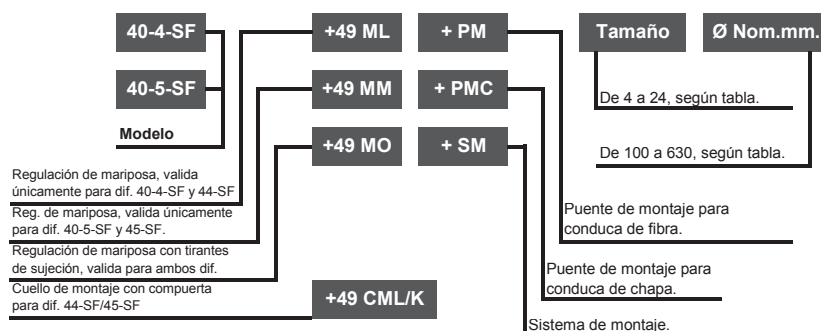 40-4-SF
+49 ML
+ PM
Tamaño
Ø Nom.mm.
40-5-SF
+49 MM
+ PMC
De 4 a 24, según tabla.
Modelo
+49 MO
+ SM
De 100 a 630, según tabla.
Regulación de mariposa, valida
únicamente para dif. 40-4-SF y 44-SF
Reg. de mariposa, valida únicamente
para dif. 40-5-SF y 45-SF.
Regulación de mariposa con tirantes
de sujeción, valida para ambos dif.
Cuello de montaje con compuerta
para dif. 44-SF/45-SF
+49 CML/K
Puente de montaje para
conduca de fibra.
Puente de montaje para
conduca de chapa.
Sistema de montaje.